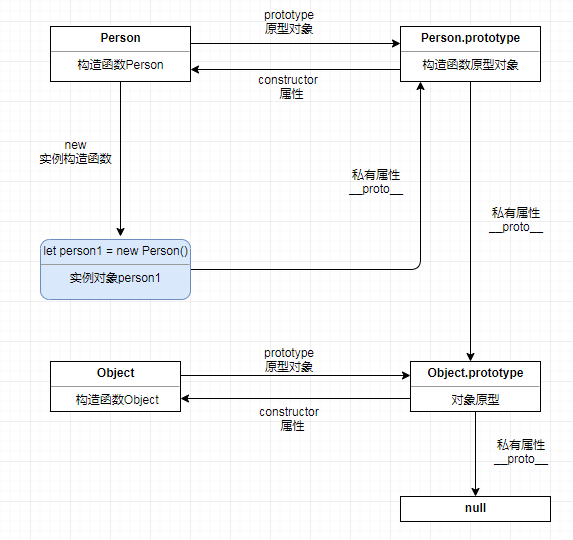 prototype
原型对象
Person
构造函数Person
Person.prototype
构造函数原型对象
constructor
属性
new
实例构造函数
私有属性
__proto__
私有属性
__proto__
let person1 = new Person()
实例对象person1
prototype
原型对象
Object
构造函数Object
Object.prototype
对象原型
constructor
属性
私有属性
__proto__
null